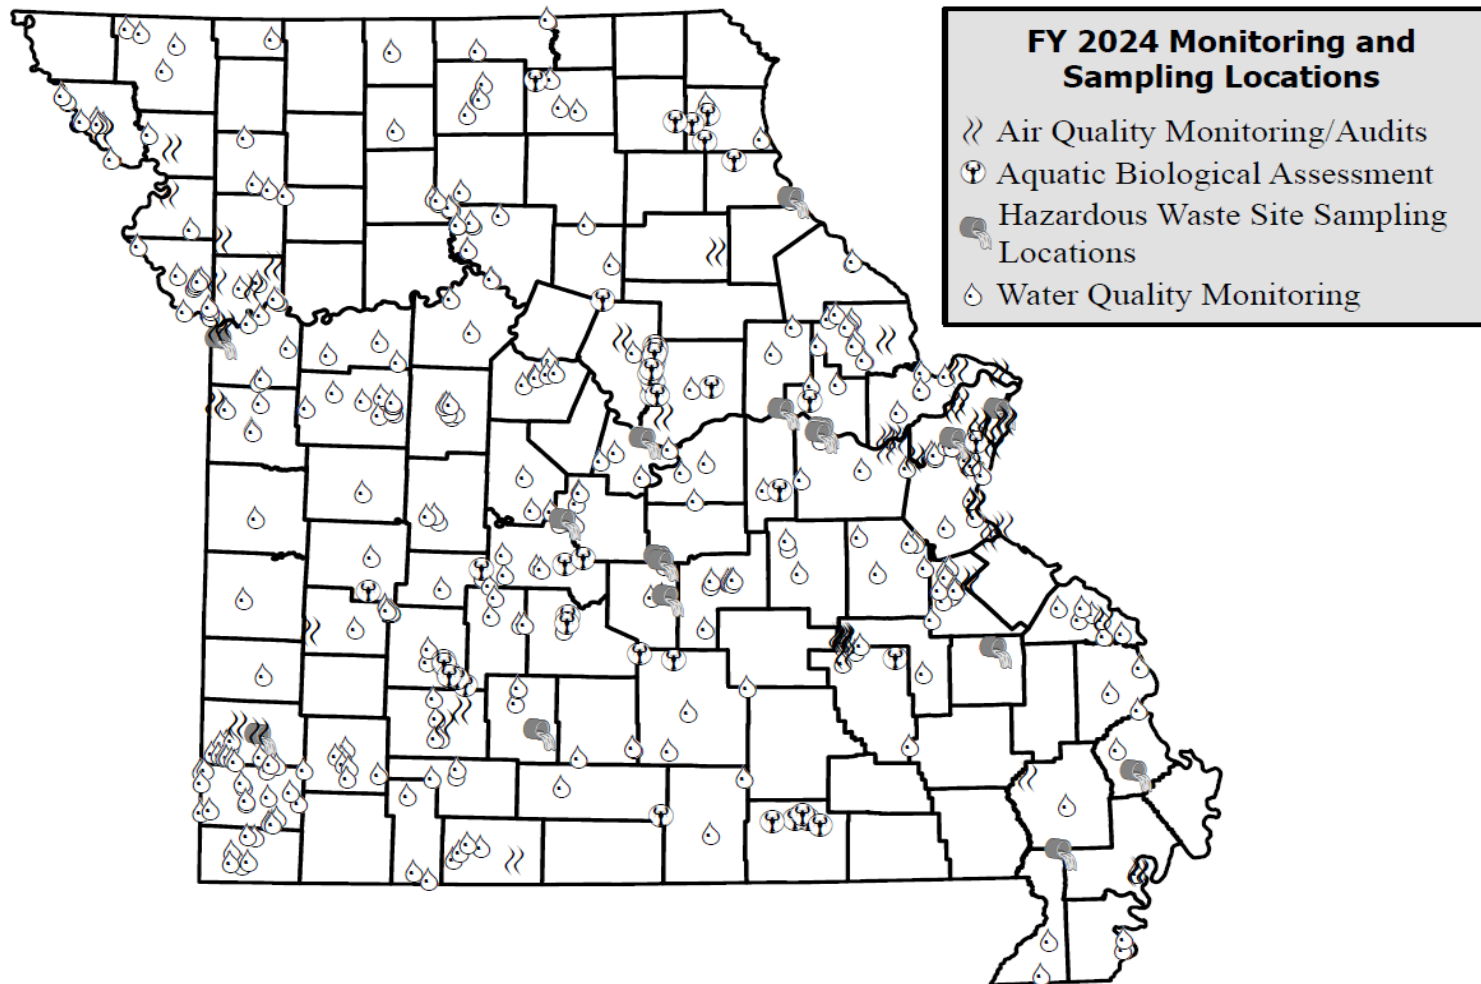 FY 2024 Monitoring and
Sampling Locations
Air Quality Monitoring/Audits
Aquatic Biological Assessment
Hazardous Waste Site Sampling
Locations
Water Quality Monitoring